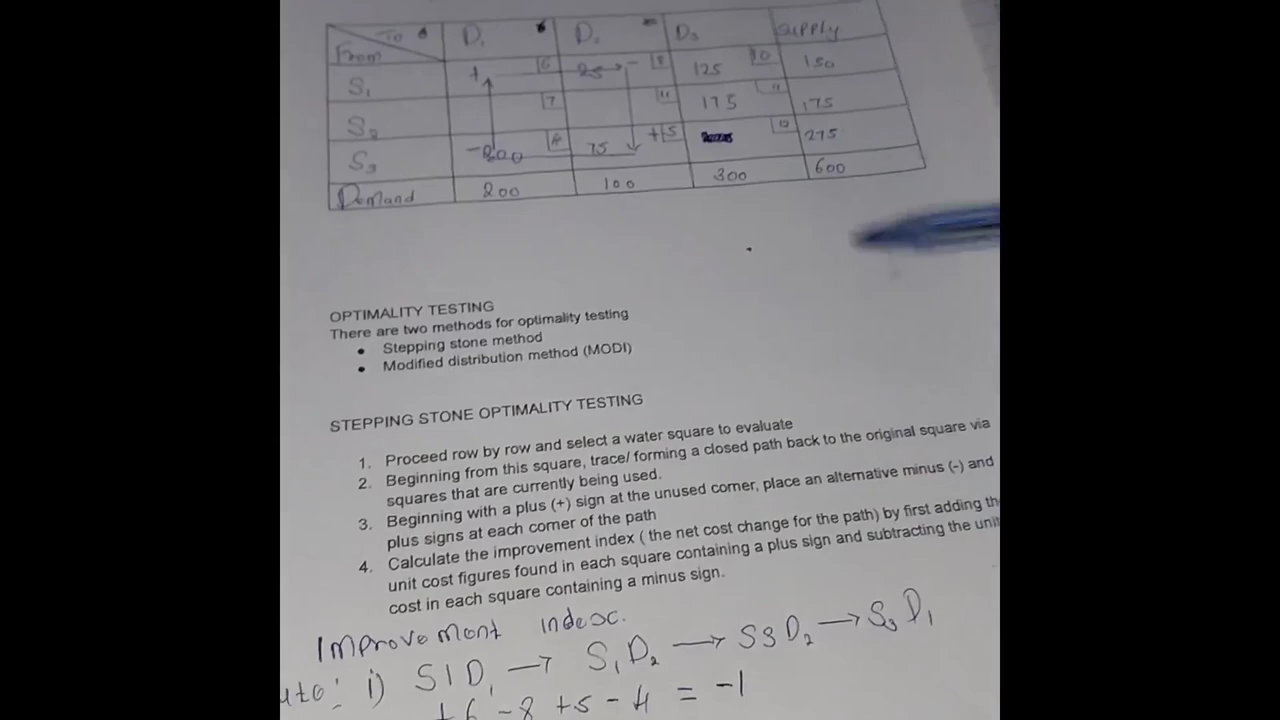 To D1 D2 D3 Supply
From
S1 + 6 25 - 8 125 10 150
S2 7 11 175 11 175
S3 -200 4 75 +5 12 275
Demand 200 100 300 600
OPTIMALITY TESTING
There are two methods for optimality testing
• Stepping stone method
• Modified distribution method (MODI)
STEPPING STONE OPTIMALITY TESTING
1. Proceed row by row and select a water square to evaluate
2. Beginning from this square, trace/ forming a closed path back to the original square via
squares that are currently being used.
3. Beginning with a plus (+) sign at the unused corner, place an alternative minus (-) and
plus signs at each corner of the path
4. Calculate the improvement index ( the net cost change for the path) by first adding th
unit cost figures found in each square containing a plus sign and subtracting the unit
cost in each square containing a minus sign.
Improvement index.
i) S1D1 → S1D2 → S3D2 → S3D1
+6 -8 +5 -4 = -1